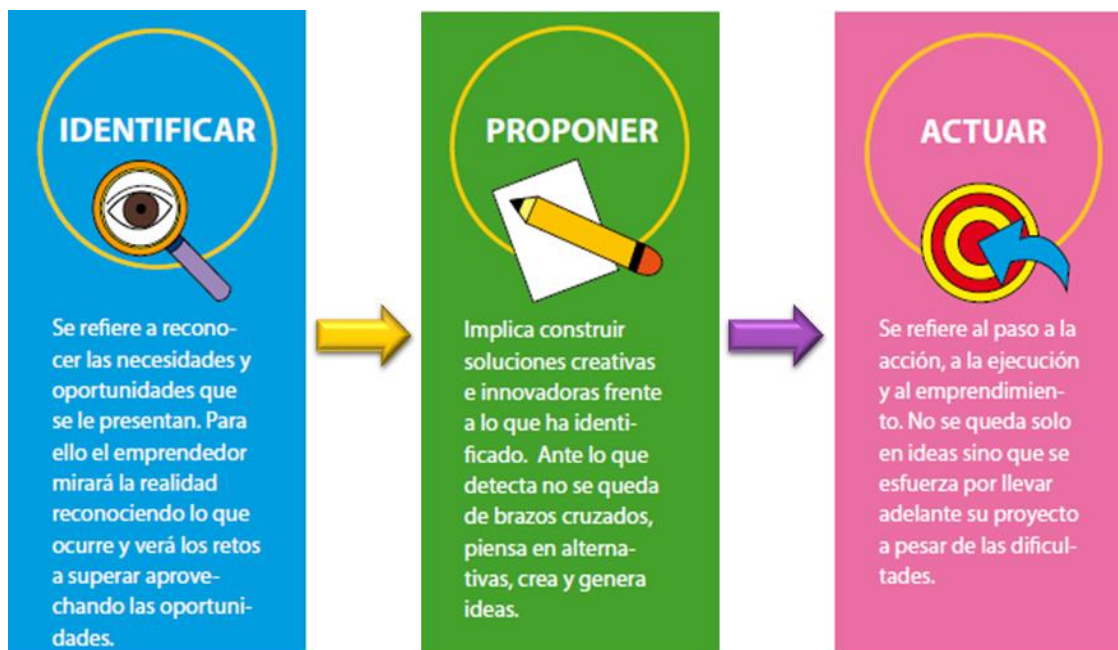 IDENTIFICAR
Se refiere a recono-
cer las necesidades y
oportunidades que
se le presentan. Para
ello el emprendedor
mirará la realidad
reconociendo lo que
ocurre y verá los retos
a superar aprove-
chando las oportuni-
dades.
PROPONER
Implica construir
soluciones creativas
e innovadoras frente
a lo que ha identi-
ficado. Ante lo que
detecta no se queda
de brazos cruzados,
piensa en alterna-
tivas, crea y genera
ideas.
ACTUAR
Se refiere al paso a la
acción, a la ejecución
y al emprendimien-
to. No se queda solo
en ideas sino que se
esfuerza por llevar
adelante su proyecto
a pesar de las dificul-
tades.